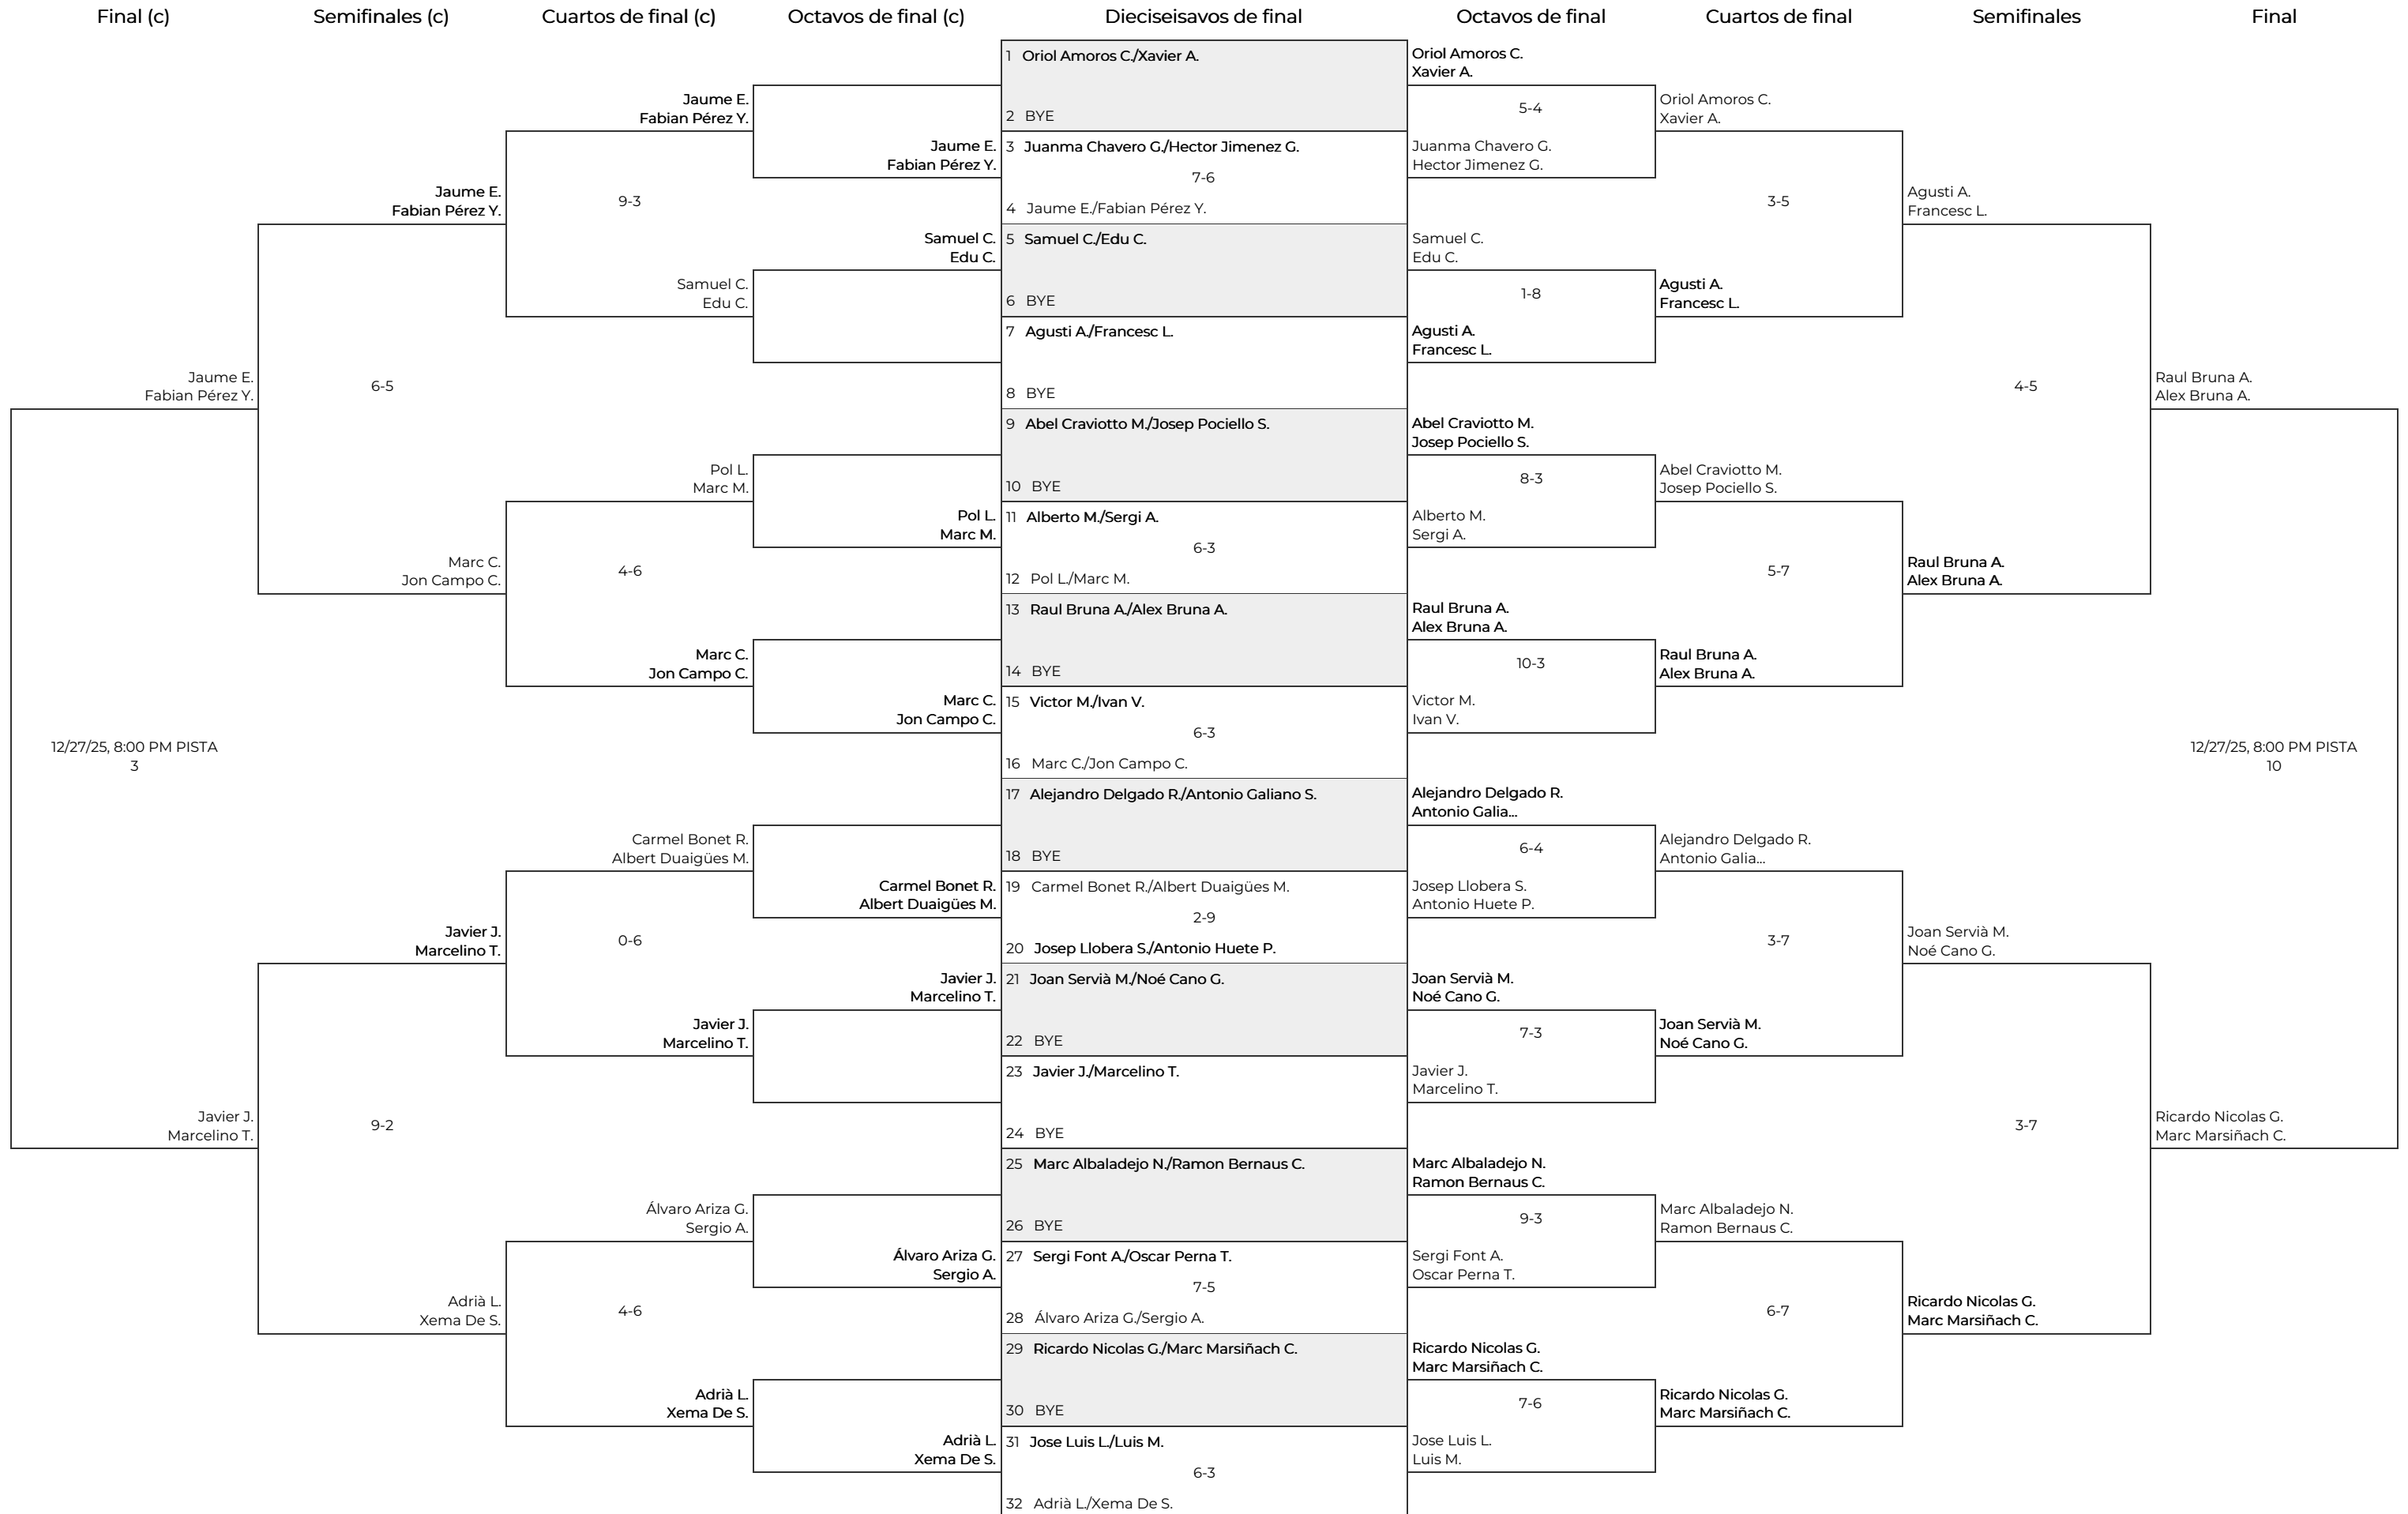 Final (c)
Semifinales (c)
Cuartos de final (c)
Octavos de final (c)
Dieciseisavos de final
Octavos de final
Cuartos de final
Semifinales
Final
Jaume E.
Fabian Pérez Y.
Javier J.
Marcelino T.
12/27/25, 8:00 PM PISTA
3
Jaume E.
Fabian Pérez Y.
6-5
Marc C.
Jon Campo C.
Javier J.
Marcelino T.
9-2
Adrià L.
Xema De S.
Jaume E.
Fabian Pérez Y.
9-3
Samuel C.
Edu C.
Pol L.
Marc M.
4-6
Marc C.
Jon Campo C.
Carmel Bonet R.
Albert Duaigües M.
0-6
Javier J.
Marcelino T.
Álvaro Ariza G.
Sergio A.
4-6
Adrià L.
Xema De S.
Jaume E.
Fabian Pérez Y.
Samuel C.
Edu C.
Pol L.
Marc M.
Marc C.
Jon Campo C.
Carmel Bonet R.
Albert Duaigües M.
Javier J.
Marcelino T.
Álvaro Ariza G.
Sergio A.
Adrià L.
Xema De S.
1 Oriol Amoros C./Xavier A.
2 BYE
3 Juanma Chavero G./Hector Jimenez G.
7-6
4 Jaume E./Fabian Pérez Y.
5 Samuel C./Edu C.
6 BYE
7 Agusti A./Francesc L.
8 BYE
9 Abel Craviotto M./Josep Pociello S.
10 BYE
11 Alberto M./Sergi A.
6-3
12 Pol L./Marc M.
13 Raul Bruna A./Alex Bruna A.
14 BYE
15 Victor M./Ivan V.
6-3
16 Marc C./Jon Campo C.
17 Alejandro Delgado R./Antonio Galiano S.
18 BYE
19 Carmel Bonet R./Albert Duaigües M.
2-9
20 Josep Llobera S./Antonio Huete P.
21 Joan Servià M./Noé Cano G.
22 BYE
23 Javier J./Marcelino T.
24 BYE
25 Marc Albaladejo N./Ramon Bernaus C.
26 BYE
27 Sergi Font A./Oscar Perna T.
7-5
28 Álvaro Ariza G./Sergio A.
29 Ricardo Nicolas G./Marc Marsiñach C.
30 BYE
31 Jose Luis L./Luis M.
6-3
32 Adrià L./Xema De S.
Oriol Amoros C.
Xavier A.
5-4
Juanma Chavero G.
Hector Jimenez G.
Samuel C.
Edu C.
1-8
Agusti A.
Francesc L.
Abel Craviotto M.
Josep Pociello S.
8-3
Alberto M.
Sergi A.
Raul Bruna A.
Alex Bruna A.
10-3
Victor M.
Ivan V.
Alejandro Delgado R.
Antonio Galia...
6-4
Josep Llobera S.
Antonio Huete P.
Joan Servià M.
Noé Cano G.
7-3
Javier J.
Marcelino T.
Marc Albaladejo N.
Ramon Bernaus C.
9-3
Sergi Font A.
Oscar Perna T.
Ricardo Nicolas G.
Marc Marsiñach C.
7-6
Jose Luis L.
Luis M.
Oriol Amoros C.
Xavier A.
3-5
Agusti A.
Francesc L.
Abel Craviotto M.
Josep Pociello S.
5-7
Raul Bruna A.
Alex Bruna A.
Alejandro Delgado R.
Antonio Galia...
3-7
Joan Servià M.
Noé Cano G.
Marc Albaladejo N.
Ramon Bernaus C.
6-7
Ricardo Nicolas G.
Marc Marsiñach C.
Agusti A.
Francesc L.
4-5
Raul Bruna A.
Alex Bruna A.
Joan Servià M.
Noé Cano G.
3-7
Ricardo Nicolas G.
Marc Marsiñach C.
Raul Bruna A.
Alex Bruna A.
12/27/25, 8:00 PM PISTA
10
Ricardo Nicolas G.
Marc Marsiñach C.